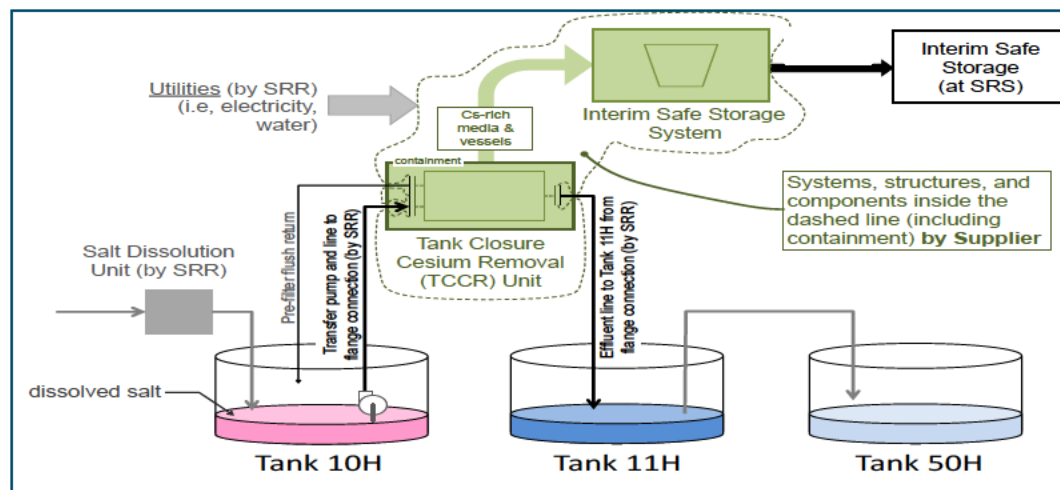 Utilities (by SRR)
(i.e, electricity,
water)
Cs-rich
media &
vessels
Interim Safe Storage
System
Interim Safe
Storage
(at SRS)
containment
Tank Closure
Cesium Removal
(TCCR) Unit
Systems, structures, and
components inside the
dashed line (including
containment) by Supplier
Salt Dissolution
Unit (by SRR)
Pre-filter flush return
Transfer pump and line to
flange connection (by SRR)
Effluent line to Tank 11H from
flange connection (by SRR)
dissolved salt
Tank 10H
Tank 11H
Tank 50H